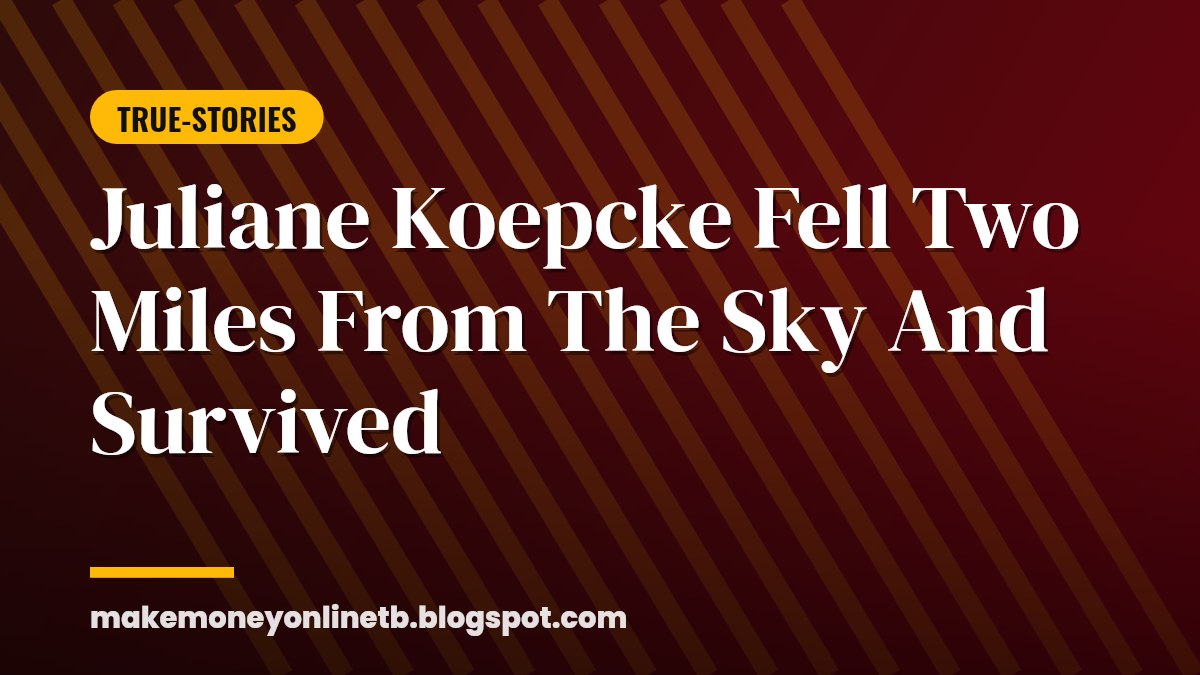 TRUE-STORIES
Juliane Koepcke Fell Two
Miles From The Sky And
Survived
makemoneyonlinetb.blogspot.com